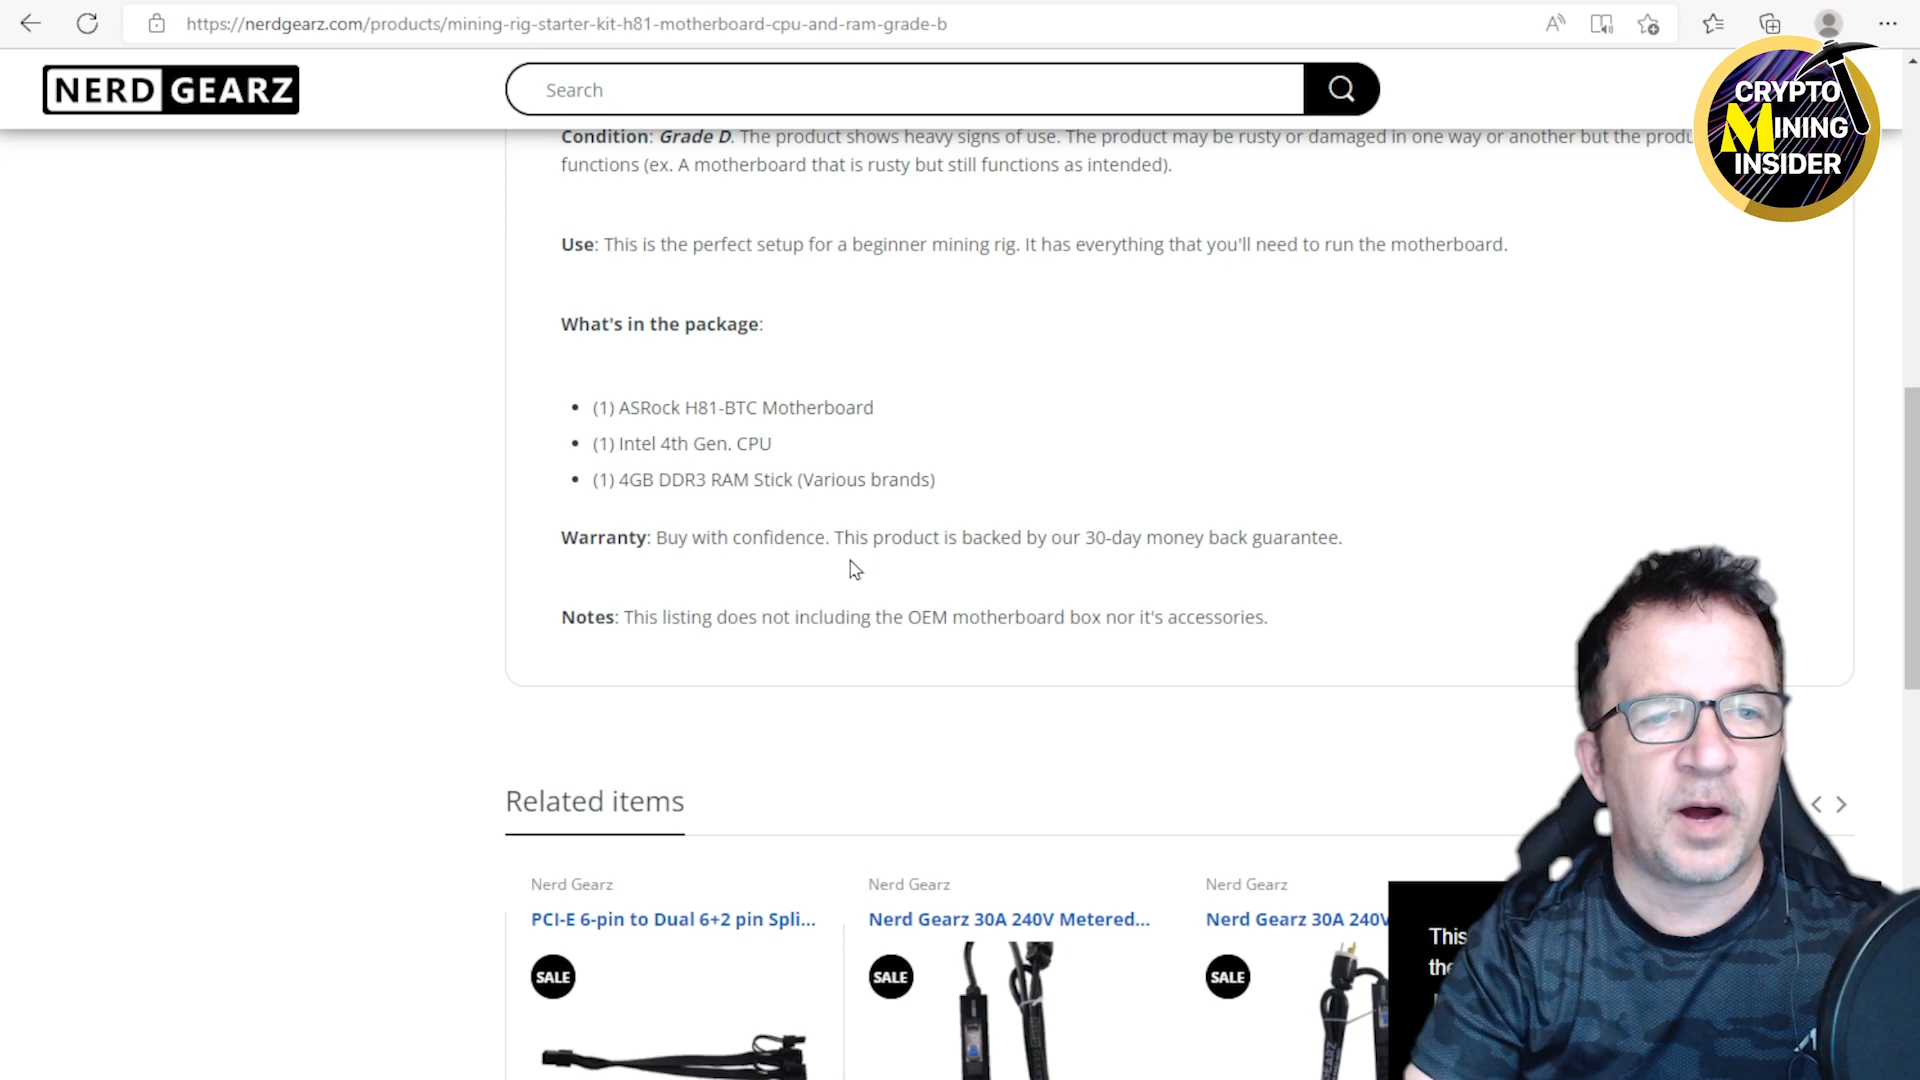 https://nerdgearz.com/products/mining-rig-starter-kit-h81-motherboard-cpu-and-ram-grade-b
NERD GEARZ
Search
CRYPTO
MINING
INSIDER
Condition: Grade D. The product shows heavy signs of use. The product may be rusty or damaged in one way or another but the
functions (ex. A motherboard that is rusty but still functions as intended).
Use: This is the perfect setup for a beginner mining rig. It has everything that you'll need to run the motherboard.
What's in the package:
• (1) ASRock H81-BTC Motherboard
• (1) Intel 4th Gen. CPU
• (1) 4GB DDR3 RAM Stick (Various brands)
Warranty: Buy with confidence. This product is backed by our 30-day money back guarantee.
Notes: This listing does not including the OEM motherboard box nor it's accessories.
Related items
Nerd Gearz
PCI-E 6-pin to Dual 6+2 pin Spli...
SALE
Nerd Gearz
Nerd Gearz 30A 240V Metered...
SALE
Nerd Gearz
Nerd Gearz 30A 240V
SALE
This